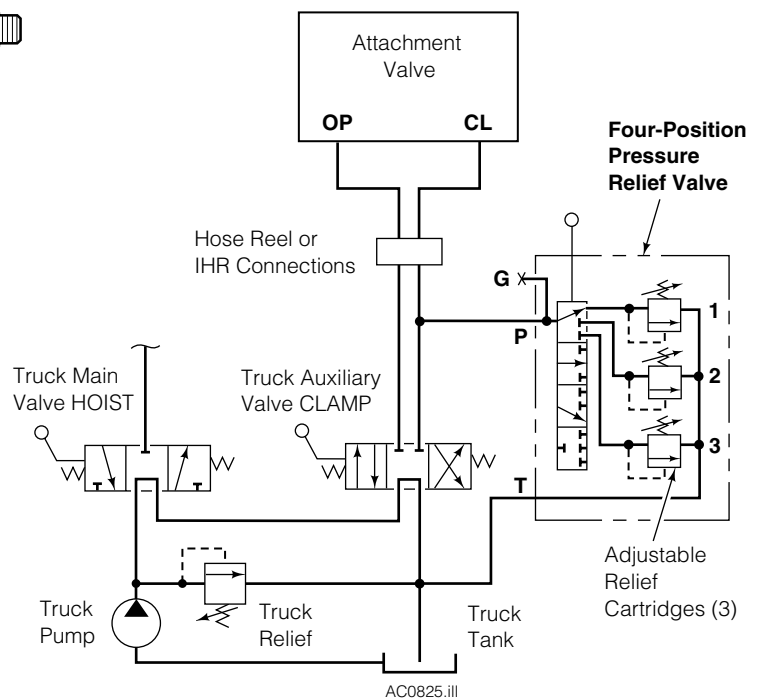 Attachment
Valve
OP
CL
Four-Position
Pressure
Relief Valve
Hose Reel or
IHR Connections
G
P
1
2
3
T
Truck Main
Valve HOIST
Truck Auxiliary
Valve CLAMP
Adjustable
Relief
Cartridges (3)
Truck
Pump
Truck
Relief
Truck
Tank
AC0825.ill